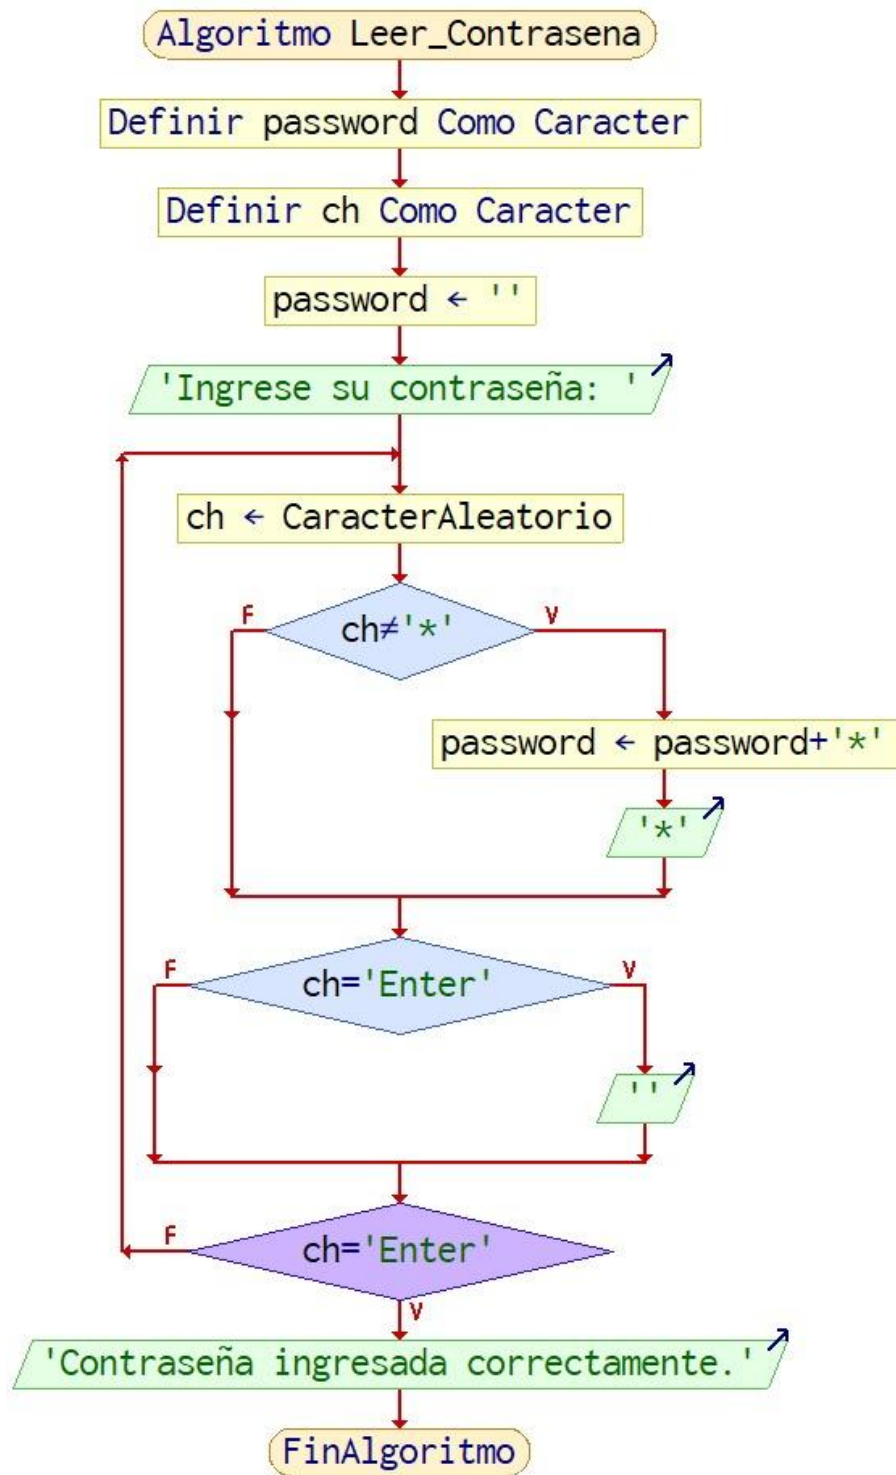 Algoritmo Leer_Contrasena
Definir password Como Caracter
Definir ch Como Caracter
password ← ''
'Ingrese su contraseña: '
ch ← CaracterAleatorio
F
V
ch≠'*'
password ← password+'*'
'*'
F
V
ch='Enter'
''
F
ch='Enter'
V
'Contraseña ingresada correctamente.'
FinAlgoritmo